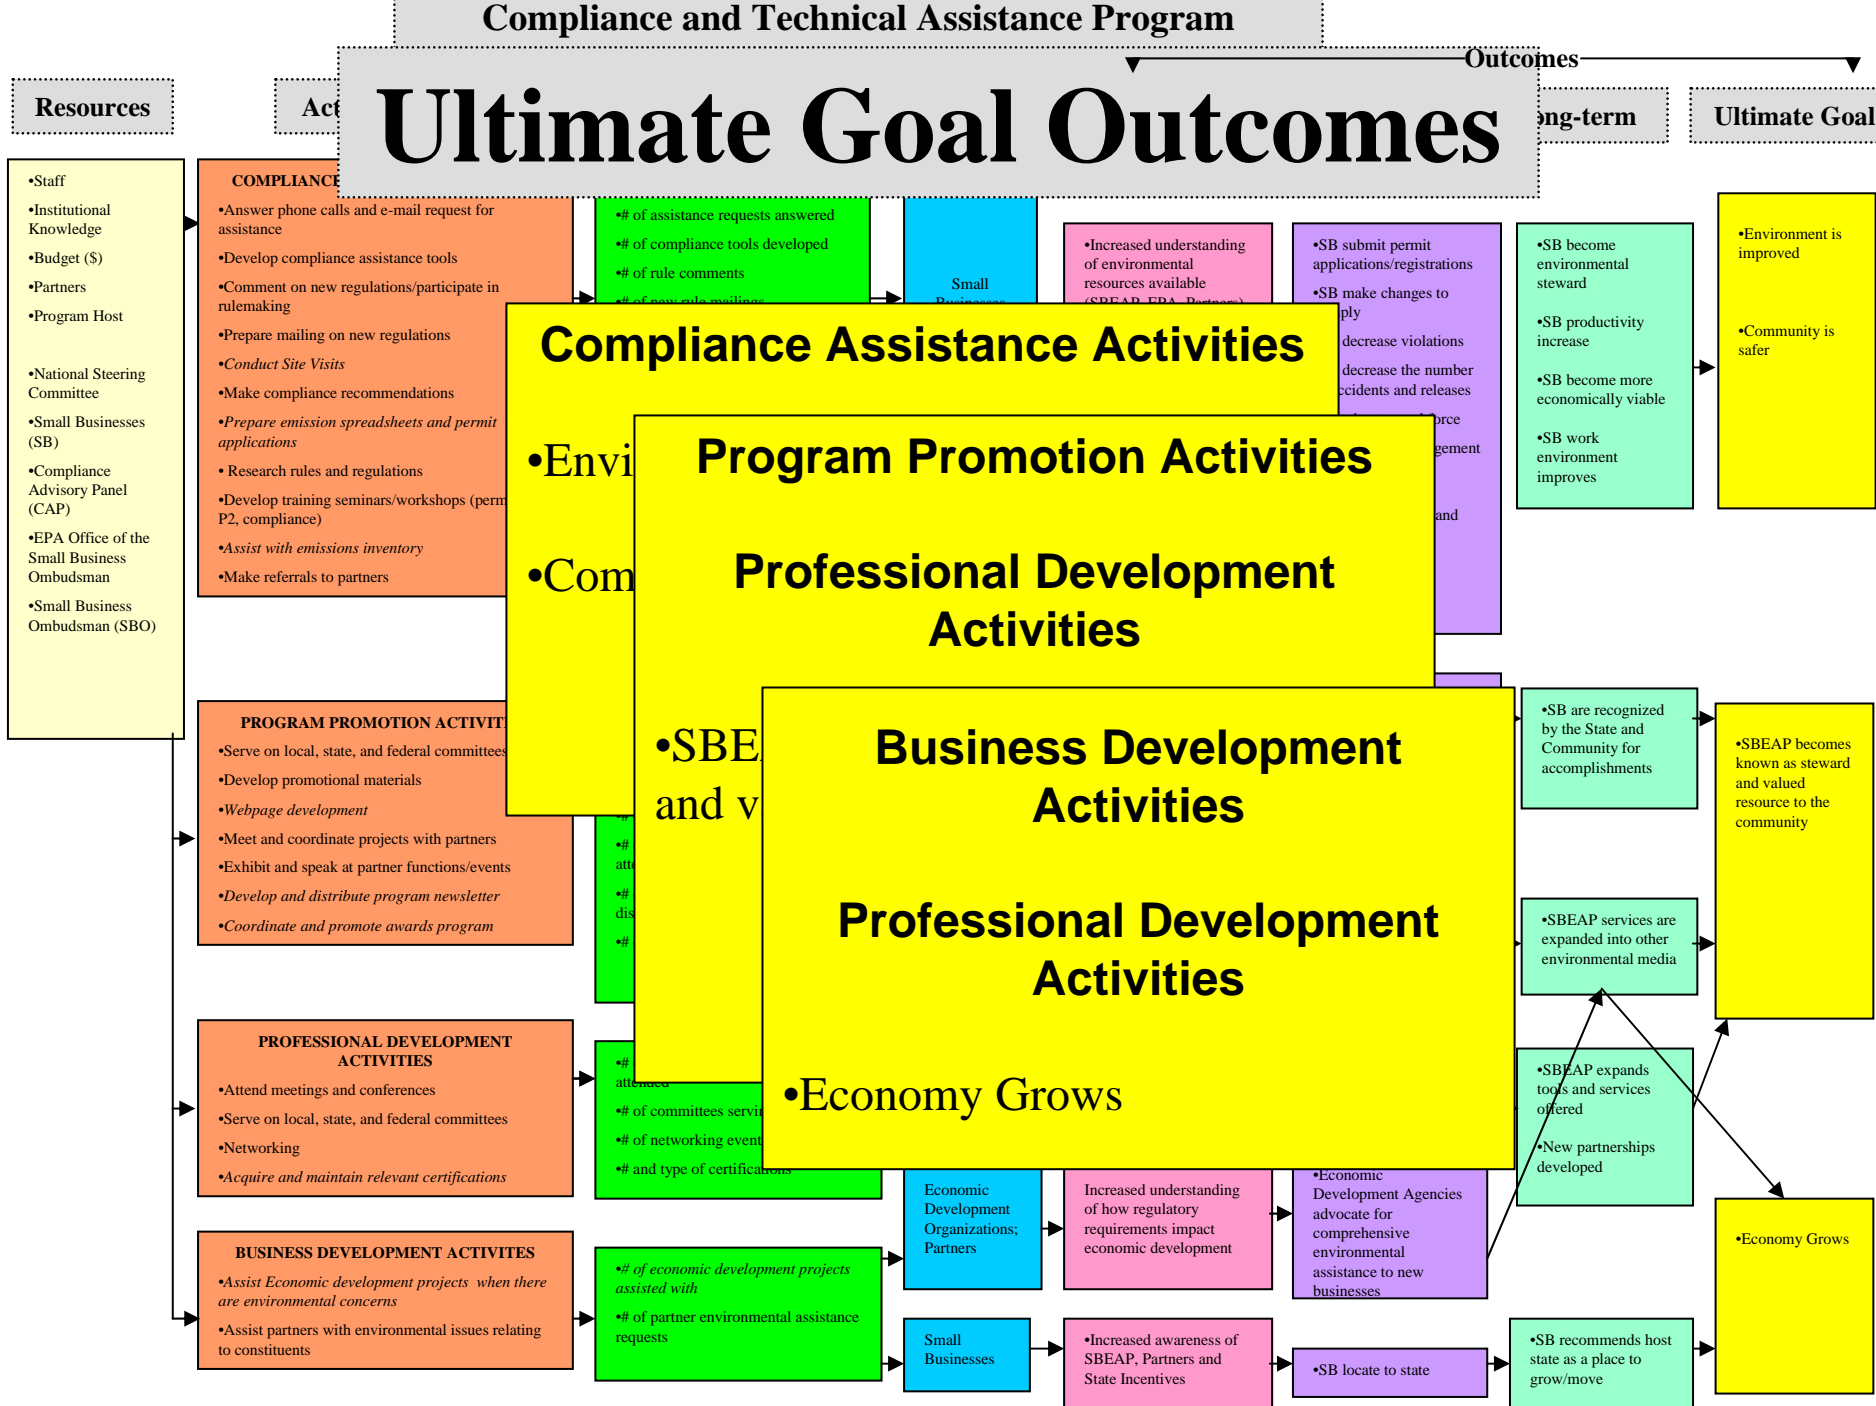 Compliance and Technical Assistance Program
Outcomes
Ultimate Goal Outcomes
Resources
Ultimate Goal
•Staff
•Institutional
Knowledge
•Budget ($)
•Partners
•Program Host
•National Steering
Committee
•Small Businesses
(SB)
•Compliance
Advisory Panel
(CAP)
•EPA Office of the
Small Business
Ombudsman
•Small Business
Ombudsman (SBO)
COMPLIANCE
•Answer phone calls and e-mail request for
assistance
•Develop compliance assistance tools
•Comment on new regulations/participate in
rulemaking
•Prepare mailing on new regulations
•Conduct Site Visits
•Make compliance recommendations
•Prepare emission spreadsheets and permit
applications
• Research rules and regulations
•Develop training seminars/workshops
P2, compliance)
•Assist with emissions inventory
•Make referrals to partners
PROGRAM PROMOTION
•Serve on local, state, and federal committees
•Develop promotional materials
•Webpage development
•Meet and coordinate projects with partners
•Exhibit and speak at partner functions/events
•Develop and distribute program newsletter
•Coordinate and promote awards program
PROFESSIONAL DEVELOPMENT
ACTIVITIES
•Attend meetings and conferences
•Serve on local, state, and federal committees
•Networking
•Acquire and maintain relevant certifications
BUSINESS DEVELOPMENT ACTIVITES
•Assist Economic development projects when there
are environmental concerns
•Assist partners with environmental issues relating
to constituents
•# of assistance requests answered
•# of compliance tools developed
•# of rule comments
•# of new rule mailings
•# of committees
•# of networking
•# and type of certifications
•# of economic development projects
assisted with
•# of partner environmental assistance
requests
Small
Businesses
Economic
Development
Organizations;
Partners
Small
Businesses
•Increased understanding
of environmental
resources available
(SBEAP, EPA, Partners)
Increased understanding
of how regulatory
requirements impact
economic development
•Increased awareness of
SBEAP, Partners and
State Incentives
•SB submit permit
applications/registrations
•SB make changes to
decrease violations
decrease the number
and releases
and
•Economic
Development Agencies
advocate for
comprehensive
environmental
assistance to new
businesses
•SB locate to state
•SB become
environmental
steward
•SB productivity
increase
•SB become more
economically viable
•SB work
environment
improves
•SB are recognized
by the State and
Community for
accomplishments
•SBEAP services are
expanded into other
environmental media
•SBEAP expands
tools and services
offered
•New partnerships
developed
•SB recommends host
state as a place to
grow/move
•Environment is
improved
•Community is
safer
•SBEAP becomes
known as steward
and valued
resource to the
community
•Economy Grows
Compliance Assistance Activities
Program Promotion Activities
Professional Development
Activities
and
Business Development
Activities
Professional Development
Activities
•Economy Grows